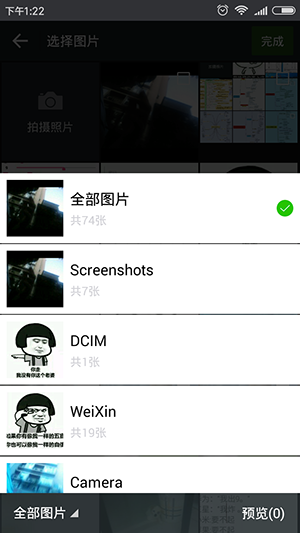 下午1:22
选择图片
完成
拍摄照片
全部图片
共74张
Screenshots
共7张
DCIM
共1张
你走
我没有你这个老婆
WeiXin
共19张
如果你有被我一样的五官
你也可以被我一样的自信
Camera
全部图片
预览(0)